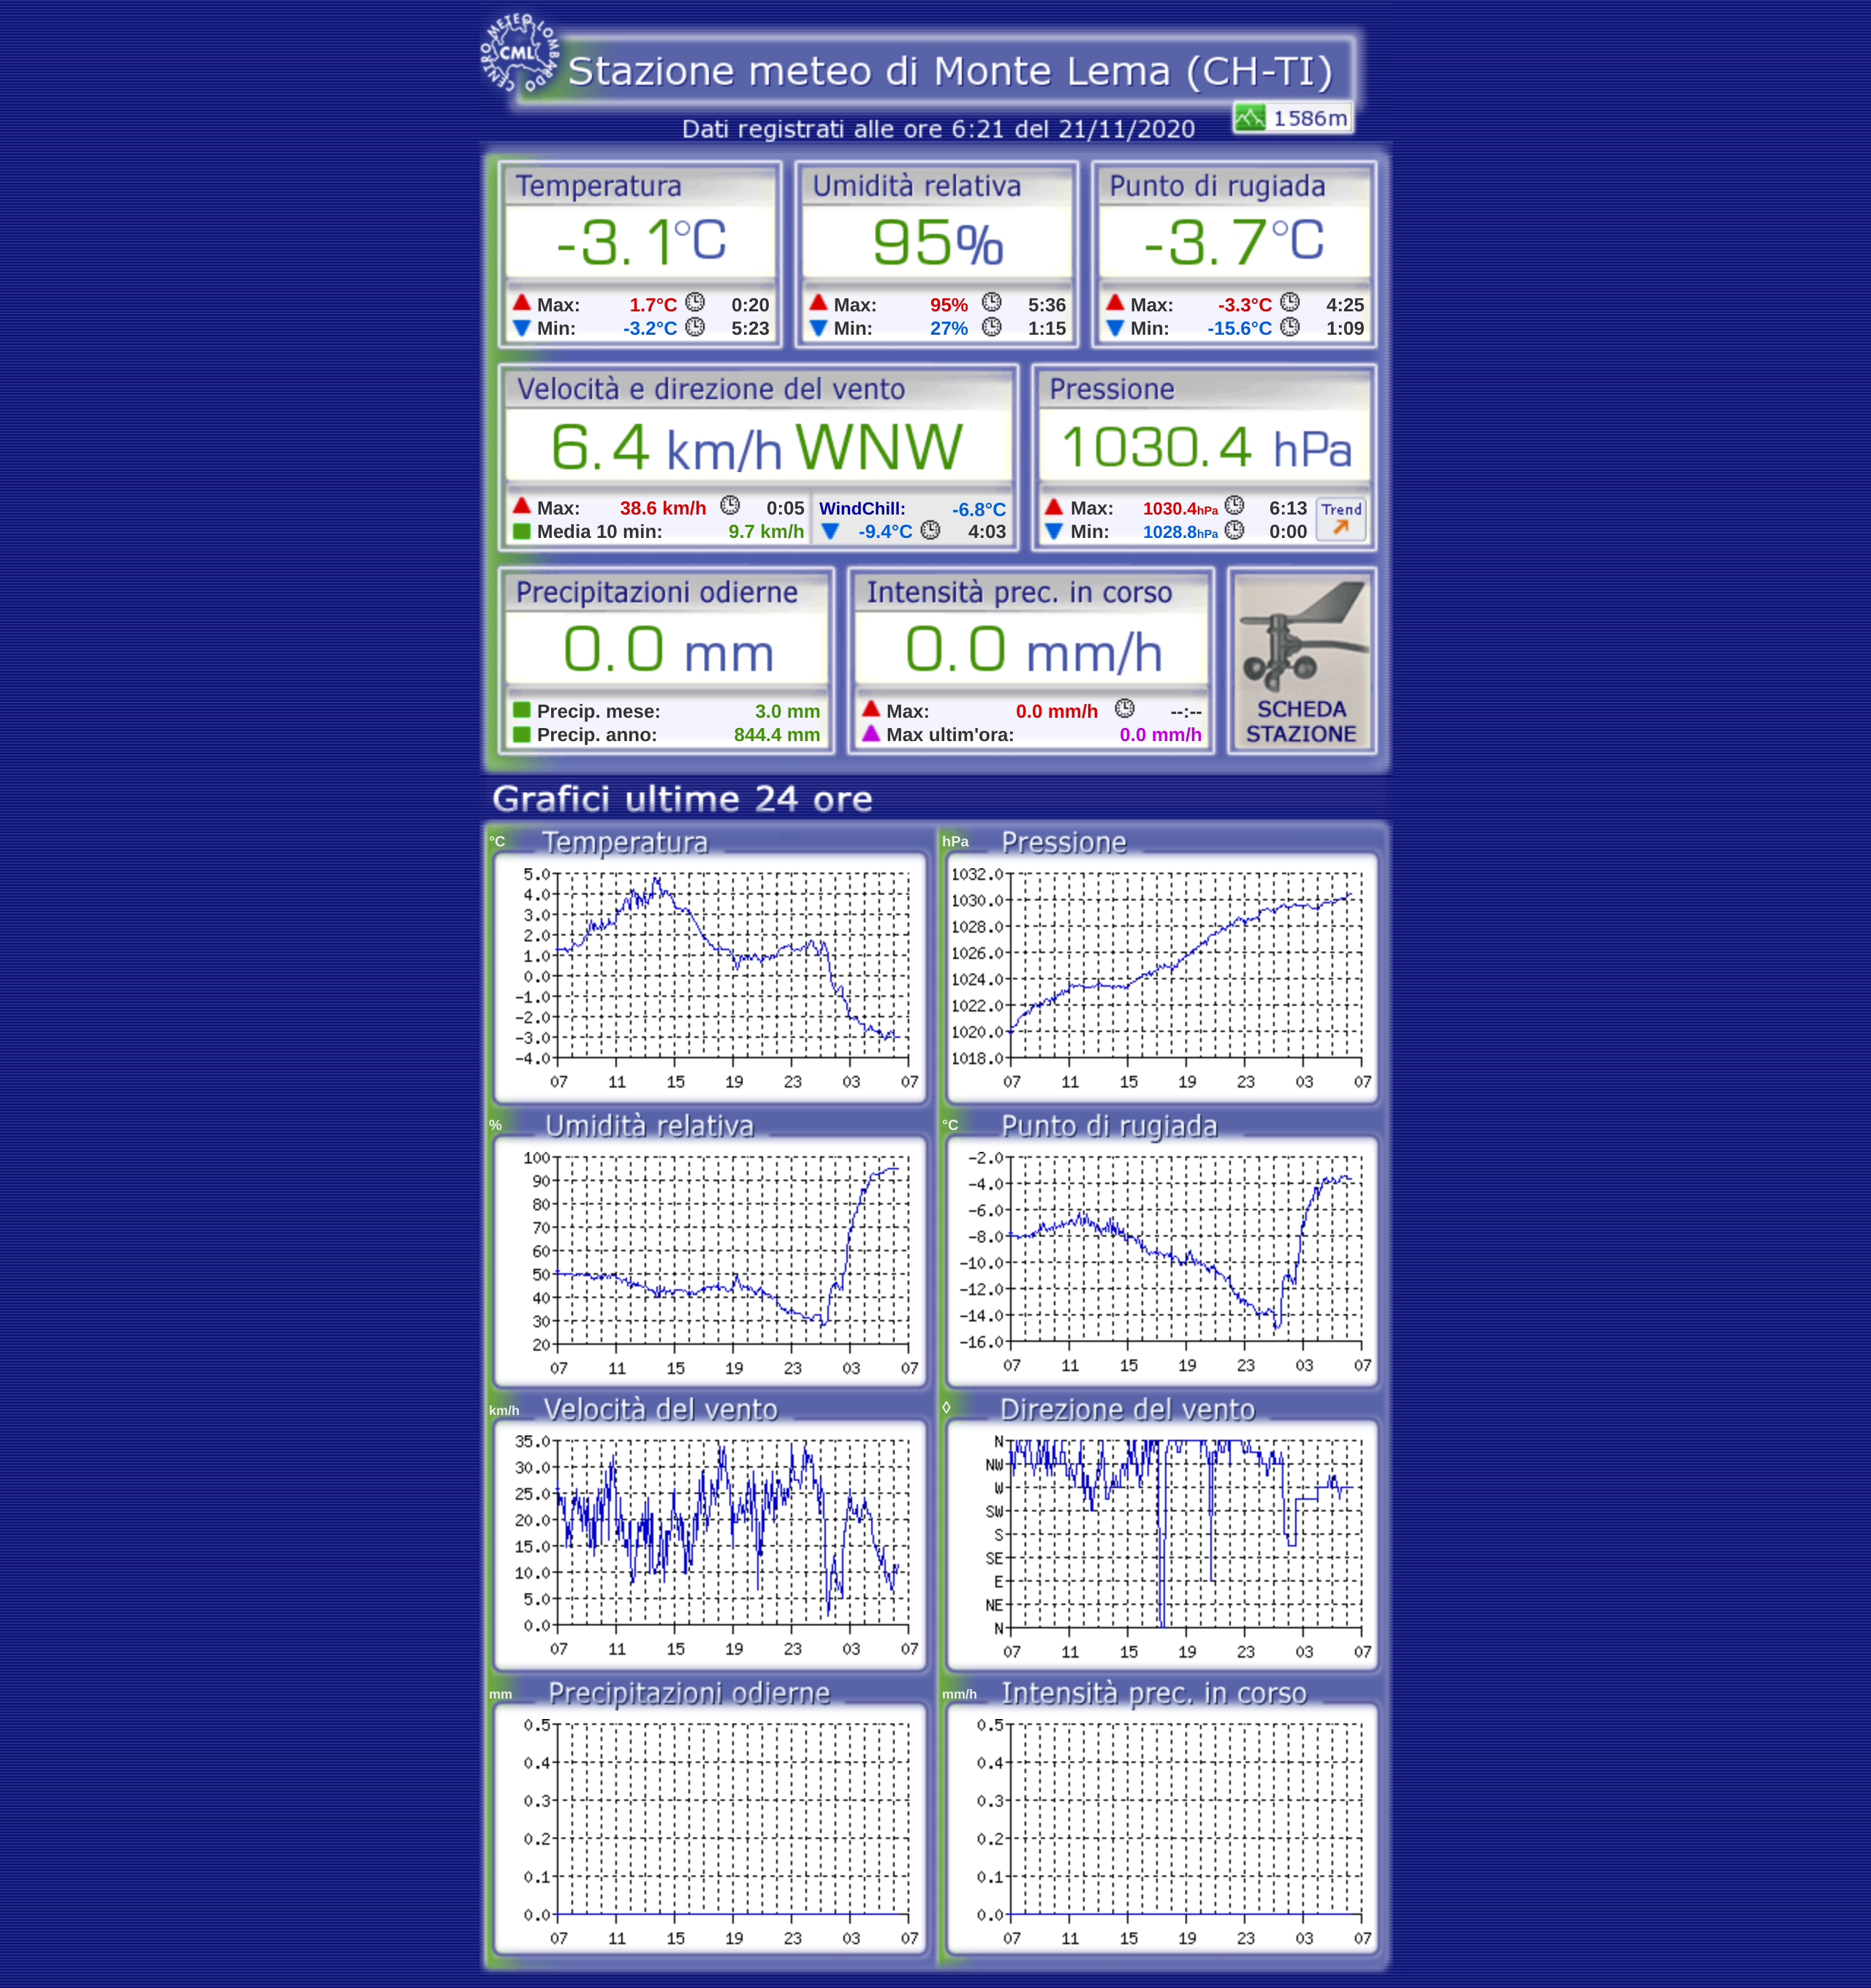 CENTRO METEO LOMBARDO
CML
Stazione meteo di Monte Lema (CH-TI)
1586m
Dati registrati alle ore 6:21 del 21/11/2020
Temperatura
-3.1°C
Max: 1.7°C 0:20
Min: -3.2°C 5:23
Umidità relativa
95%
Max: 95% 5:36
Min: 27% 1:15
Punto di rugiada
-3.7°C
Max: -3.3°C 4:25
Min: -15.6°C 1:09
Velocità e direzione del vento
6.4 km/h WNW
Max: 38.6 km/h 0:05
Media 10 min: 9.7 km/h
WindChill: -6.8°C
-9.4°C 4:03
Pressione
1030.4 hPa
Max: 1030.4hPa 6:13
Min: 1028.8hPa 0:00
Trend
Precipitazioni odierne
0.0 mm
Precip. mese: 3.0 mm
Precip. anno: 844.4 mm
Intensità prec. in corso
0.0 mm/h
Max: 0.0 mm/h --:--
Max ultim'ora: 0.0 mm/h
SCHEDA
STAZIONE
Grafici ultime 24 ore
°C Temperatura
5.0
4.0
3.0
2.0
1.0
0.0
-1.0
-2.0
-3.0
-4.0
07 11 15 19 23 03 07
hPa Pressione
1032.0
1030.0
1028.0
1026.0
1024.0
1022.0
1020.0
1018.0
07 11 15 19 23 03 07
% Umidità relativa
100
90
80
70
60
50
40
30
20
07 11 15 19 23 03 07
°C Punto di rugiada
-2.0
-4.0
-6.0
-8.0
-10.0
-12.0
-14.0
-16.0
07 11 15 19 23 03 07
km/h Velocità del vento
35.0
30.0
25.0
20.0
15.0
10.0
5.0
0.0
07 11 15 19 23 03 07
◊ Direzione del vento
N
NW
W
SW
S
SE
E
NE
N
07 11 15 19 23 03 07
mm Precipitazioni odierne
0.5
0.4
0.3
0.2
0.1
0.0
07 11 15 19 23 03 07
mm/h Intensità prec. in corso
0.5
0.4
0.3
0.2
0.1
0.0
07 11 15 19 23 03 07